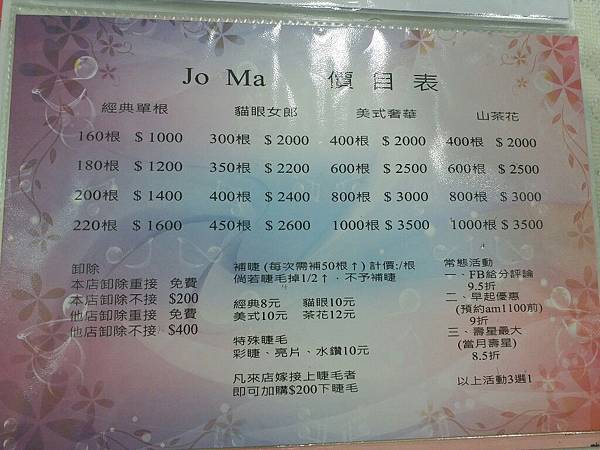 Jo Ma 價目表
經典單根 貓眼女郎 美式奢華 山茶花
160根 $1000 300根 $2000 400根 $2000 400根 $2000
180根 $1200 350根 $2200 600根 $2500 600根 $2500
200根 $1400 400根 $2400 800根 $3000 800根 $3000
220根 $1600 450根 $2600 1000根 $3500 1000根 $3500
卸除
本店卸除重接 免費
本店卸除不接 $200
他店卸除重接 免費
他店卸除不接 $400
補睫(每次需補50根↑)計價:/根
倘若睫毛掉1/2↑﹐不予補睫
經典8元 貓眼10元
美式10元 茶花12元
特殊睫毛
彩睫、亮片、水鑽10元
凡來店嫁接上睫毛者
即可加購$200下睫毛
常態活動
一、FB給分評論
9.5折
二、早起優惠
(預約am1100前)
9折
三、壽星最大
(當月壽星)
8.5折
以上活動3選1